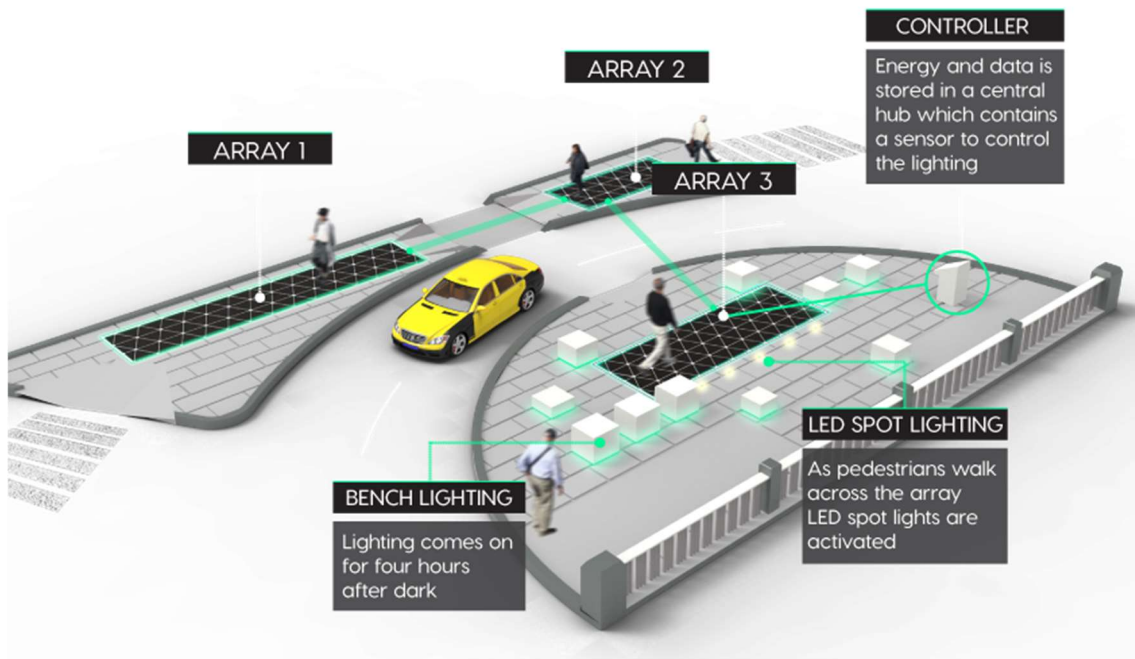 ARRAY 1
ARRAY 2
ARRAY 3
CONTROLLER
Energy and data is
stored in a central
hub which contains
a sensor to control
the lighting
BENCH LIGHTING
Lighting comes on
for four hours
after dark
LED SPOT LIGHTING
As pedestrians walk
across the array
LED spot lights are
activated